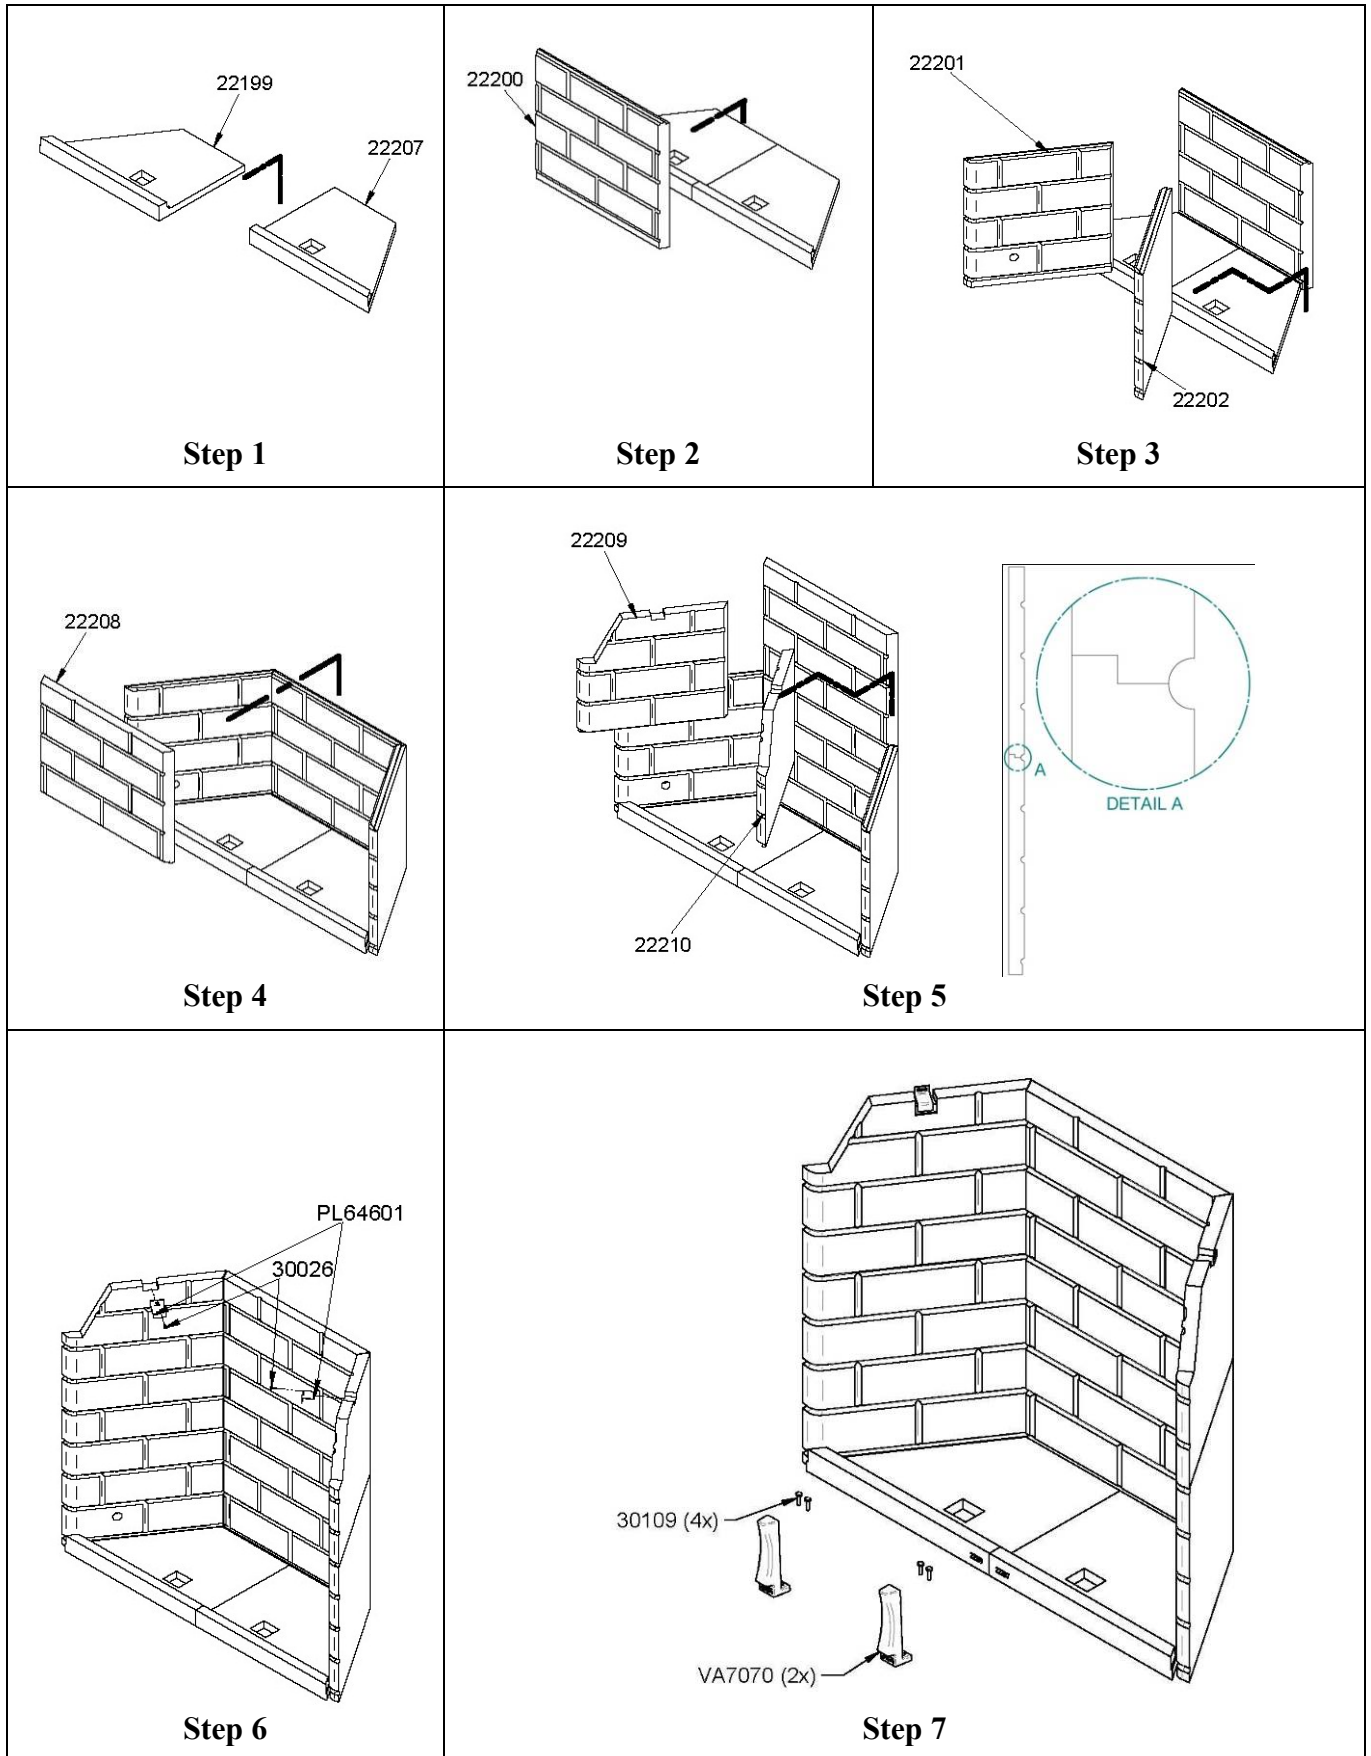 22199
22207
Step 1
22200
Step 2
22201
22202
Step 3
22208
Step 4
22209
22210
A
DETAIL A
Step 5
PL64601
30026
Step 6
30109 (4x)
VA7070 (2x)
Step 7